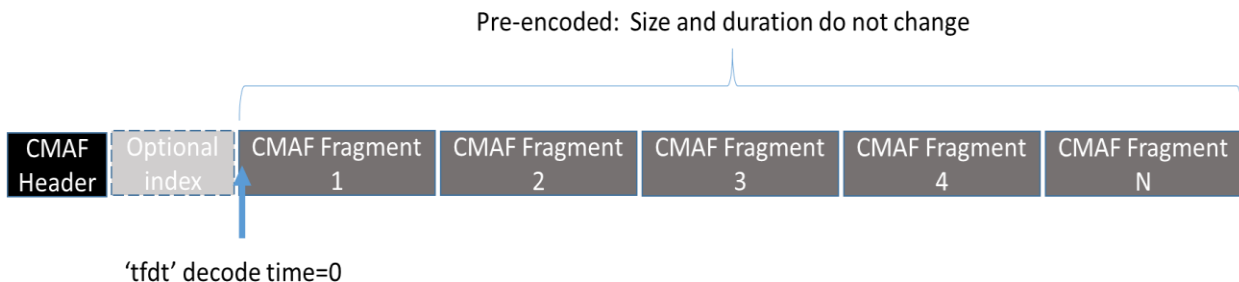 Pre-encoded:  Size and duration do not change
CMAF Header
Optional index
CMAF Fragment 1
CMAF Fragment 2
CMAF Fragment 3
CMAF Fragment 4
CMAF Fragment N
‘tfdt’ decode time=0